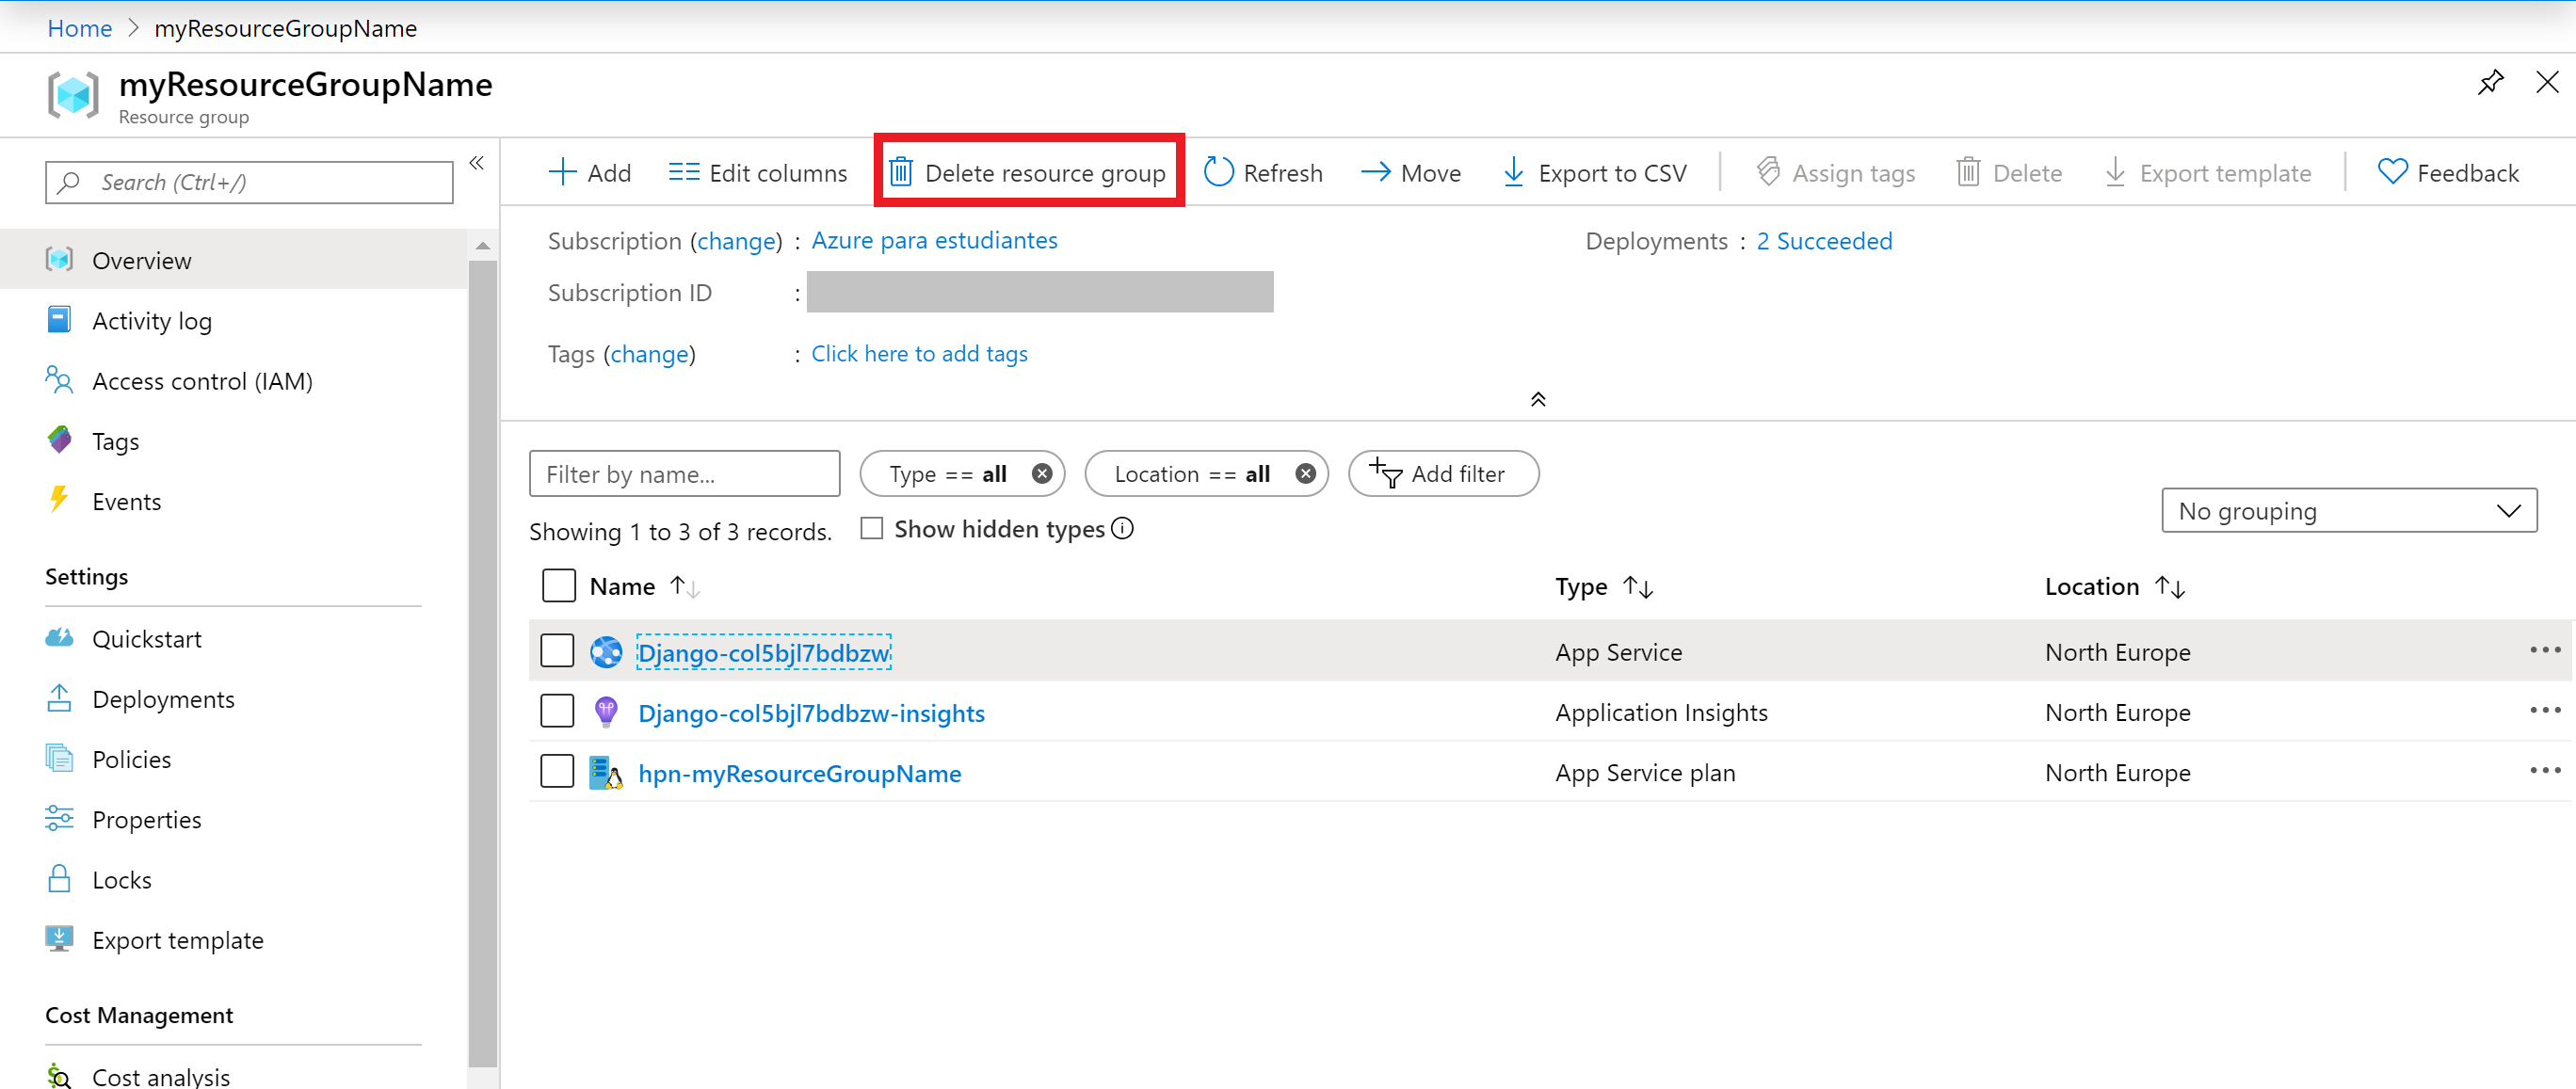 Home > myResourceGroupName
myResourceGroupName
Resource group
Search (Ctrl+/)
Overview
Activity log
Access control (IAM)
Tags
Events
Settings
Quickstart
Deployments
Policies
Properties
Locks
Export template
Cost Management
Cost analysis
Add Edit columns Delete resource group Refresh Move Export to CSV Assign tags Delete Export template Feedback
Subscription (change) : Azure para estudiantes Deployments : 2 Succeeded
Subscription ID :
Tags (change) : Click here to add tags
Filter by name... Type == all Location == all Add filter
Showing 1 to 3 of 3 records. Show hidden types
No grouping
Name Type Location
Django-col5bjl7bdbzw App Service North Europe
Django-col5bjl7bdbzw-insights Application Insights North Europe
hpn-myResourceGroupName App Service plan North Europe